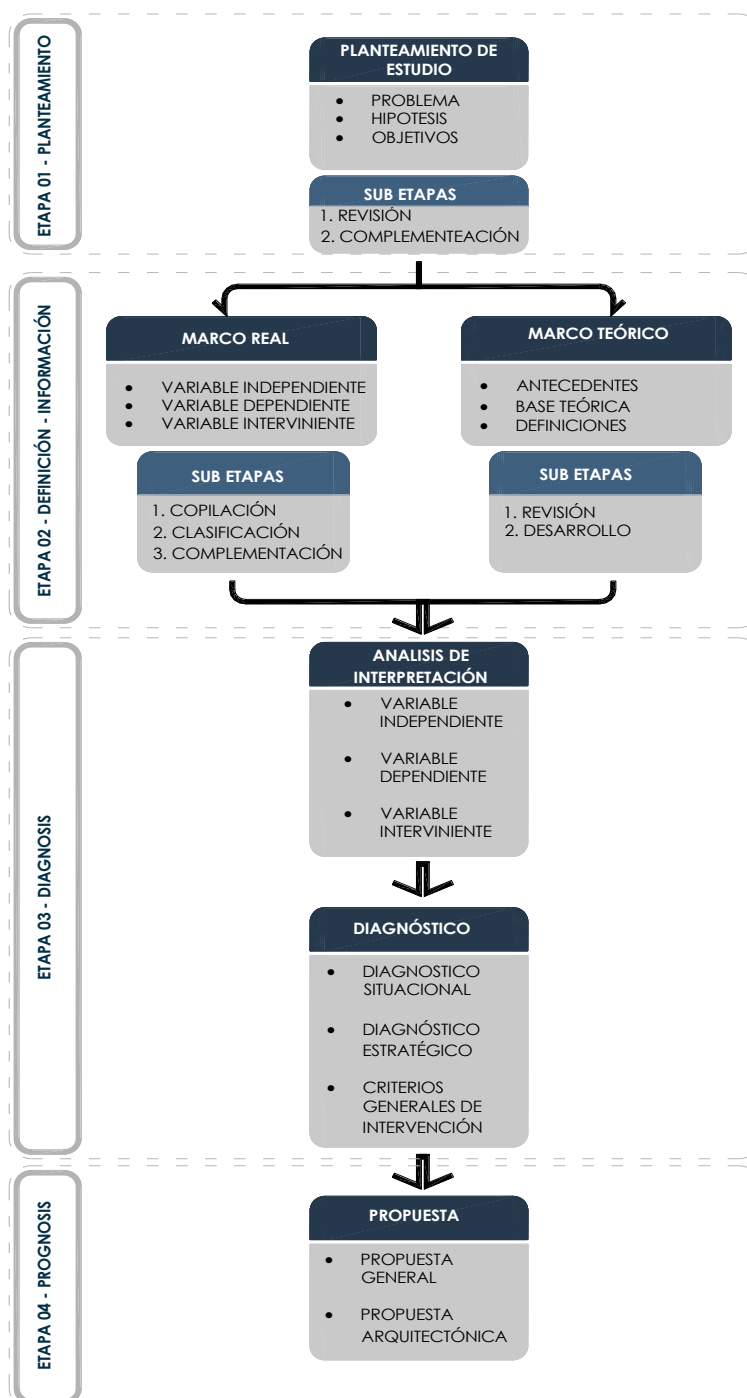 ETAPA 01 - PLANTEAMIENTO
PLANTEAMIENTO DE
ESTUDIO
• PROBLEMA
• HIPOTESIS
• OBJETIVOS
SUB ETAPAS
1. REVISIÓN
2. COMPLEMENTEACIÓN
ETAPA 02 - DEFINICIÓN - INFORMACIÓN
MARCO REAL
• VARIABLE INDEPENDIENTE
• VARIABLE DEPENDIENTE
• VARIABLE INTERVINIENTE
SUB ETAPAS
1. COPILACIÓN
2. CLASIFICACIÓN
3. COMPLEMENTACIÓN
MARCO TEÓRICO
• ANTECEDENTES
• BASE TEÓRICA
• DEFINICIONES
SUB ETAPAS
1. REVISIÓN
2. DESARROLLO
ETAPA 03 - DIAGNOSIS
ANALISIS DE
INTERPRETACIÓN
• VARIABLE
INDEPENDIENTE
• VARIABLE
DEPENDIENTE
• VARIABLE
INTERVINIENTE
DIAGNÓSTICO
• DIAGNOSTICO
SITUACIONAL
• DIAGNÓSTICO
ESTRATÉGICO
• CRITERIOS
GENERALES DE
INTERVENCIÓN
ETAPA 04 - PROGNOSIS
PROPUESTA
• PROPUESTA
GENERAL
• PROPUESTA
ARQUITECTÓNICA